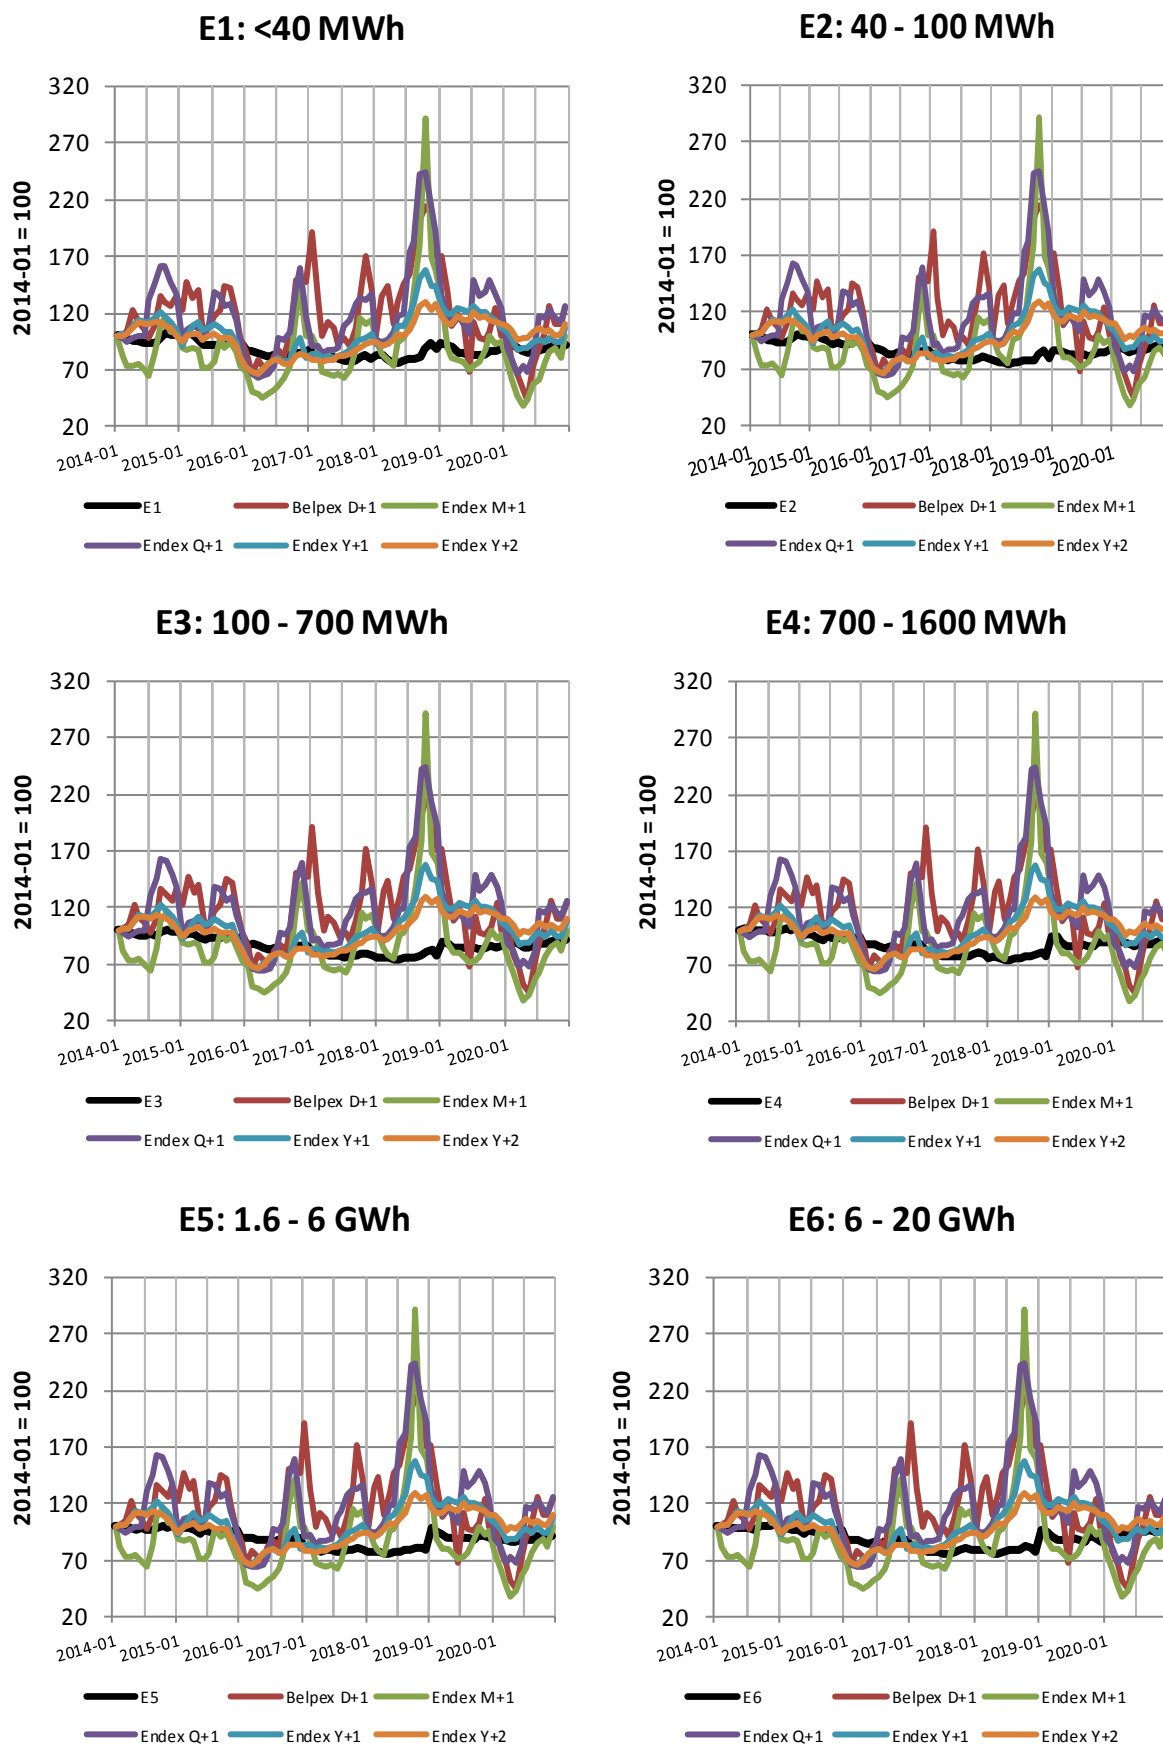 E1: <40 MWh
E2: 40 - 100 MWh
320
270
220
170
120
70
20
2014-01 = 100
2014-01
2015-01
2016-01
2017-01
2018-01
2019-01
2020-01
E1
Belpex D+1
Endex M+1
Endex Q+1
Endex Y+1
Endex Y+2
320
270
220
170
120
70
20
2014-01 = 100
2014-01
2015-01
2016-01
2017-01
2018-01
2019-01
2020-01
E2
Belpex D+1
Endex M+1
Endex Q+1
Endex Y+1
Endex Y+2
E3: 100 - 700 MWh
E4: 700 - 1600 MWh
320
270
220
170
120
70
20
2014-01 = 100
2014-01
2015-01
2016-01
2017-01
2018-01
2019-01
2020-01
E3
Belpex D+1
Endex M+1
Endex Q+1
Endex Y+1
Endex Y+2
320
270
220
170
120
70
20
2014-01 = 100
2014-01
2015-01
2016-01
2017-01
2018-01
2019-01
2020-01
E4
Belpex D+1
Endex M+1
Endex Q+1
Endex Y+1
Endex Y+2
E5: 1.6 - 6 GWh
E6: 6 - 20 GWh
320
270
220
170
120
70
20
2014-01 = 100
2014-01
2015-01
2016-01
2017-01
2018-01
2019-01
2020-01
E5
Belpex D+1
Endex M+1
Endex Q+1
Endex Y+1
Endex Y+2
320
270
220
170
120
70
20
2014-01 = 100
2014-01
2015-01
2016-01
2017-01
2018-01
2019-01
2020-01
E6
Belpex D+1
Endex M+1
Endex Q+1
Endex Y+1
Endex Y+2